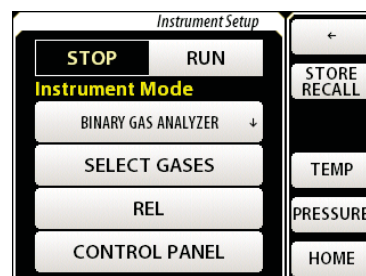 Instrument Setup
STOP RUN
Instrument Mode
BINARY GAS ANALYZER ↓
SELECT GASES
REL
CONTROL PANEL
←
STORE
RECALL
TEMP
PRESSURE
HOME